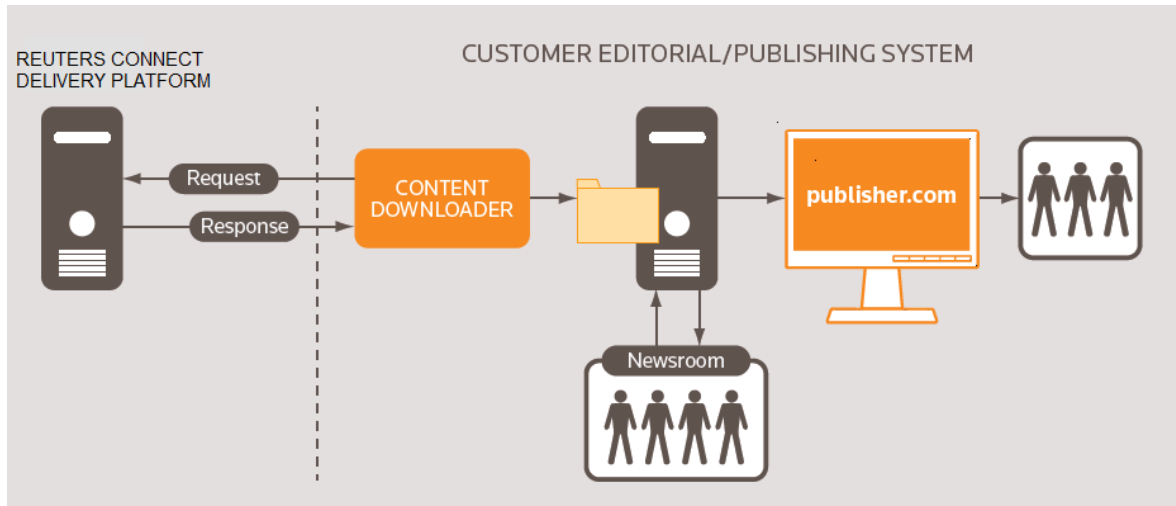 REUTERS CONNECT
DELIVERY PLATFORM
CUSTOMER EDITORIAL/PUBLISHING SYSTEM
Request
Response
CONTENT
DOWNLOADER
publisher.com
Newsroom